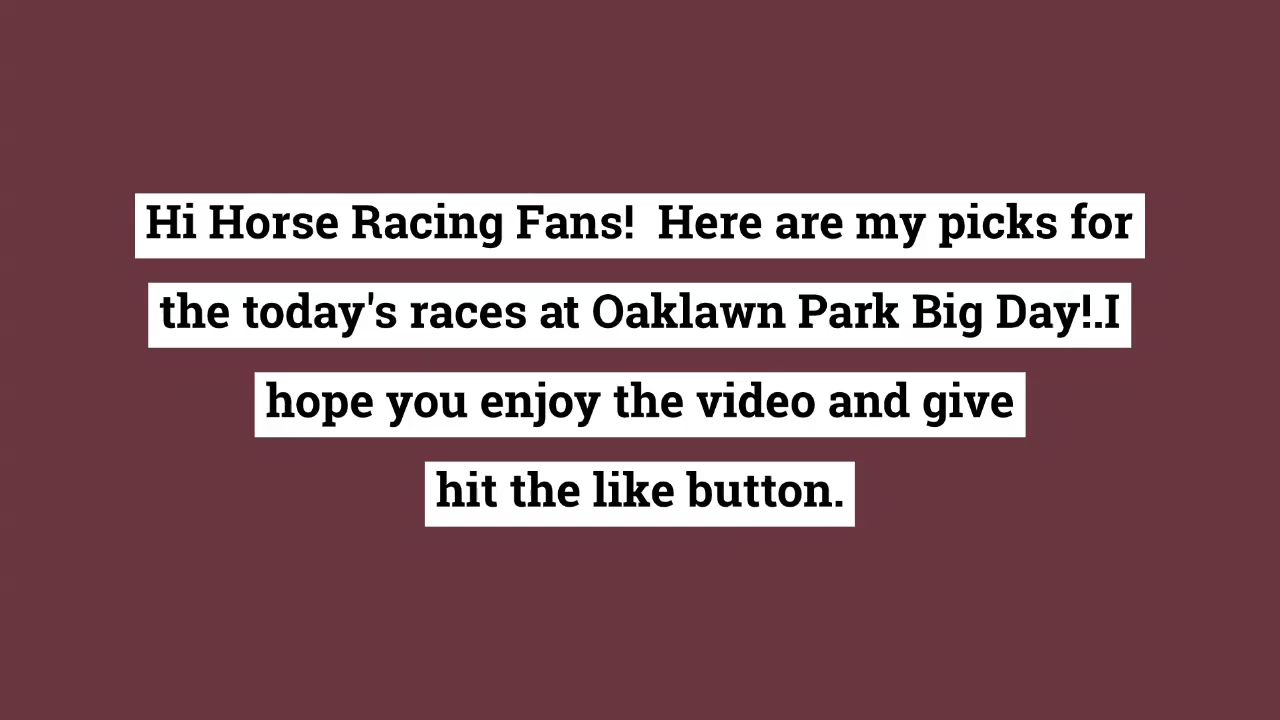 Hi Horse Racing Fans!  Here are my picks for
the today's races at Oaklawn Park Big Day!.I
hope you enjoy the video and give
hit the like button.